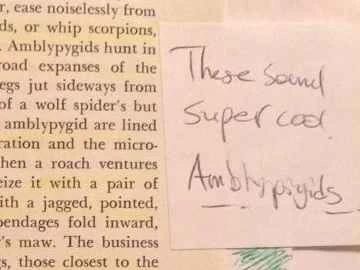 r, ease noiselessly from
ds, or whip scorpions,
. Amblypygids hunt in
road expanses of the
egs jut sideways from
of a wolf spider's but
amblypygid are lined
ration and the micro-
hen a roach ventures
eize it with a pair of
ith a jagged, pointed,
pendages fold inward,
's maw. The business
gs, those closest to the
These sound
super cool.
Amblypygids